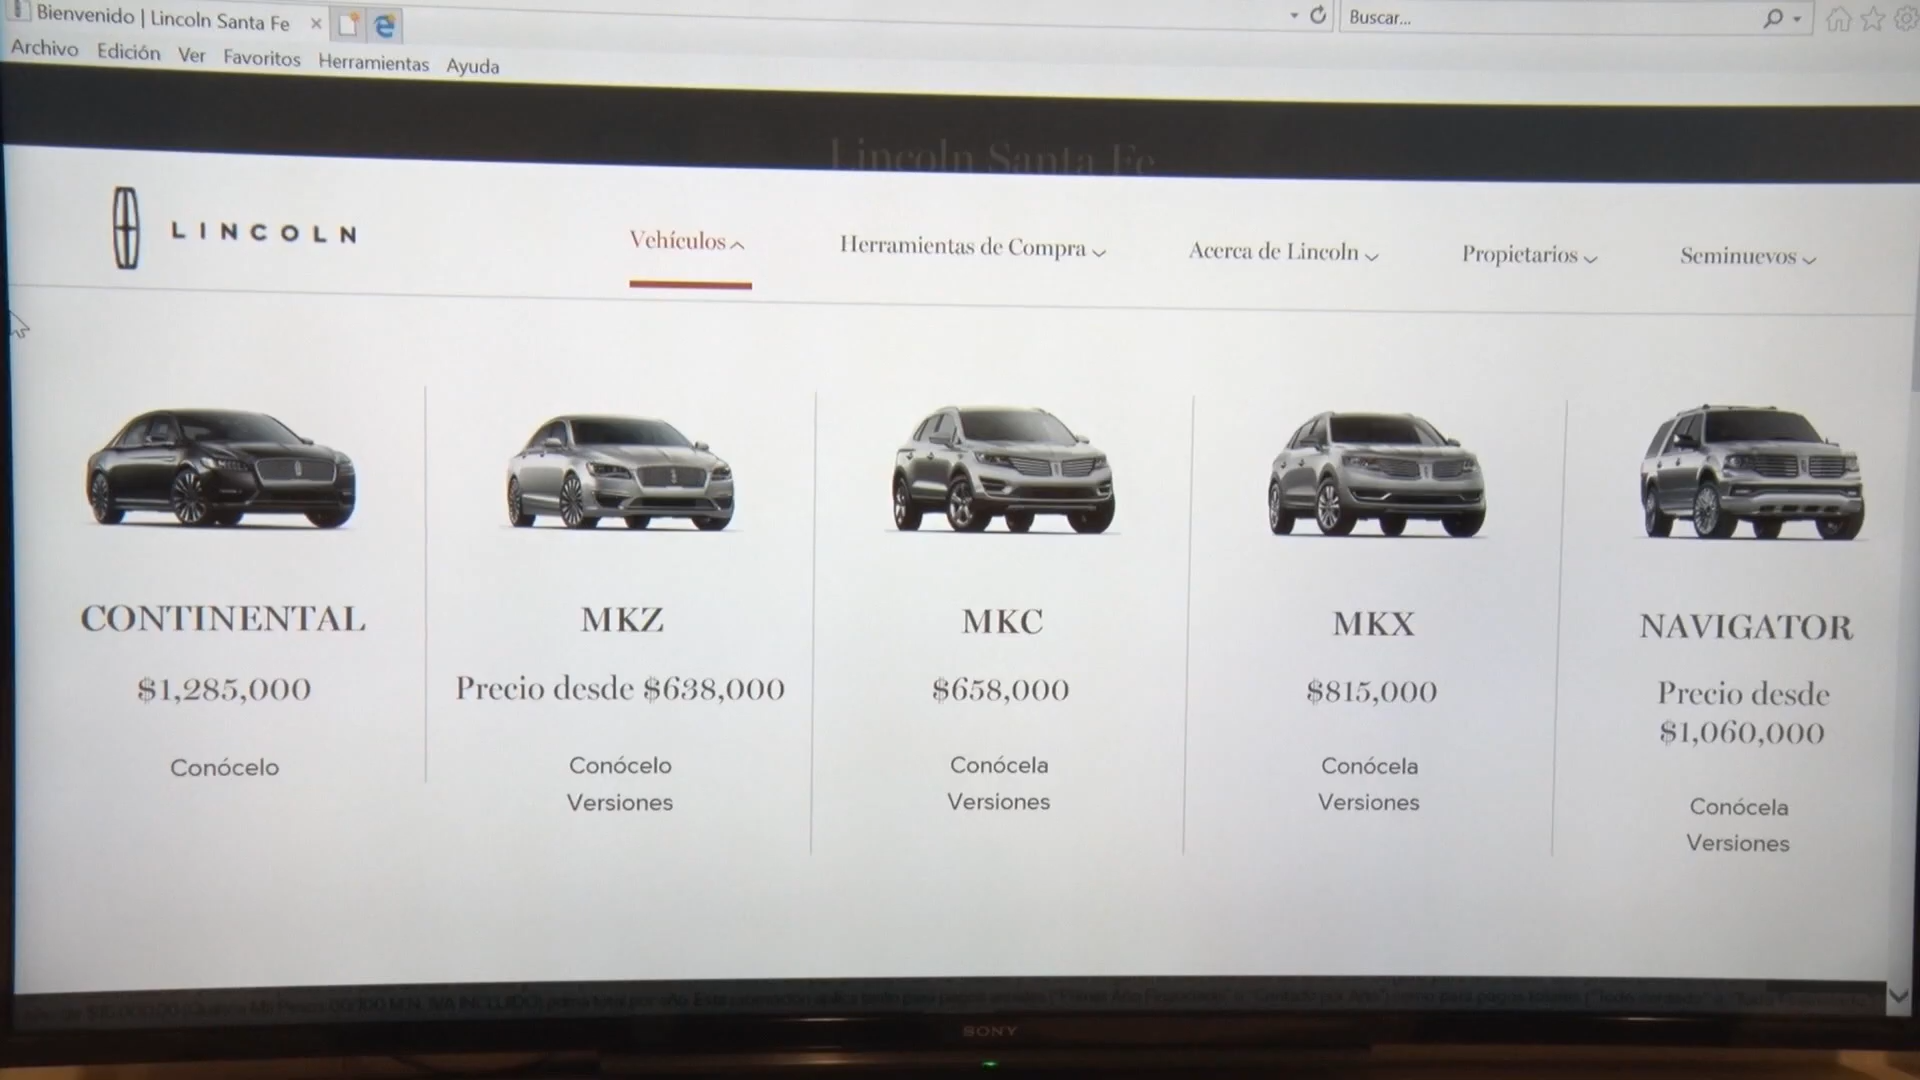 Bienvenido | Lincoln Santa Fe
Buscar...
Archivo Edición Ver Favoritos Herramientas Ayuda
Lincoln Santa Fe
LINCOLN
Vehículos
Herramientas de Compra
Acerca de Lincoln
Propietarios
Seminuevos
CONTINENTAL
$1,285,000
Conócelo
MKZ
Precio desde $638,000
Conócelo
Versiones
MKC
$658,000
Conócela
Versiones
MKX
$815,000
Conócela
Versiones
NAVIGATOR
Precio desde
$1,060,000
Conócela
Versiones
SONY